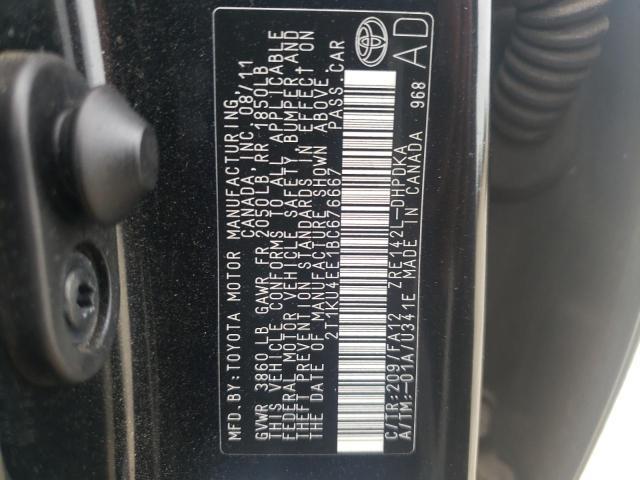 MFD.BY:TOYOTA MOTOR MANUFACTURING
CANADA, INC. 08/11
GVWR 3860LB GAWR FR 2050LB RR 1850LB
THIS VEHICLE CONFORMS TO ALL APPLICABLE
FEDERAL MOTOR VEHICLE SAFETY, BUMPER AND
THEFT PREVENTION STANDARDS IN EFFECT ON
THE DATE OF MANUFACTURE SHOWN ABOVE.
2T1KU4EE1BC676667 PASS.CAR
C/TR:209/FA12 ZRE142L-DHPDKA
A/TM:-01A/U341E MADE IN CANADA 968
AD